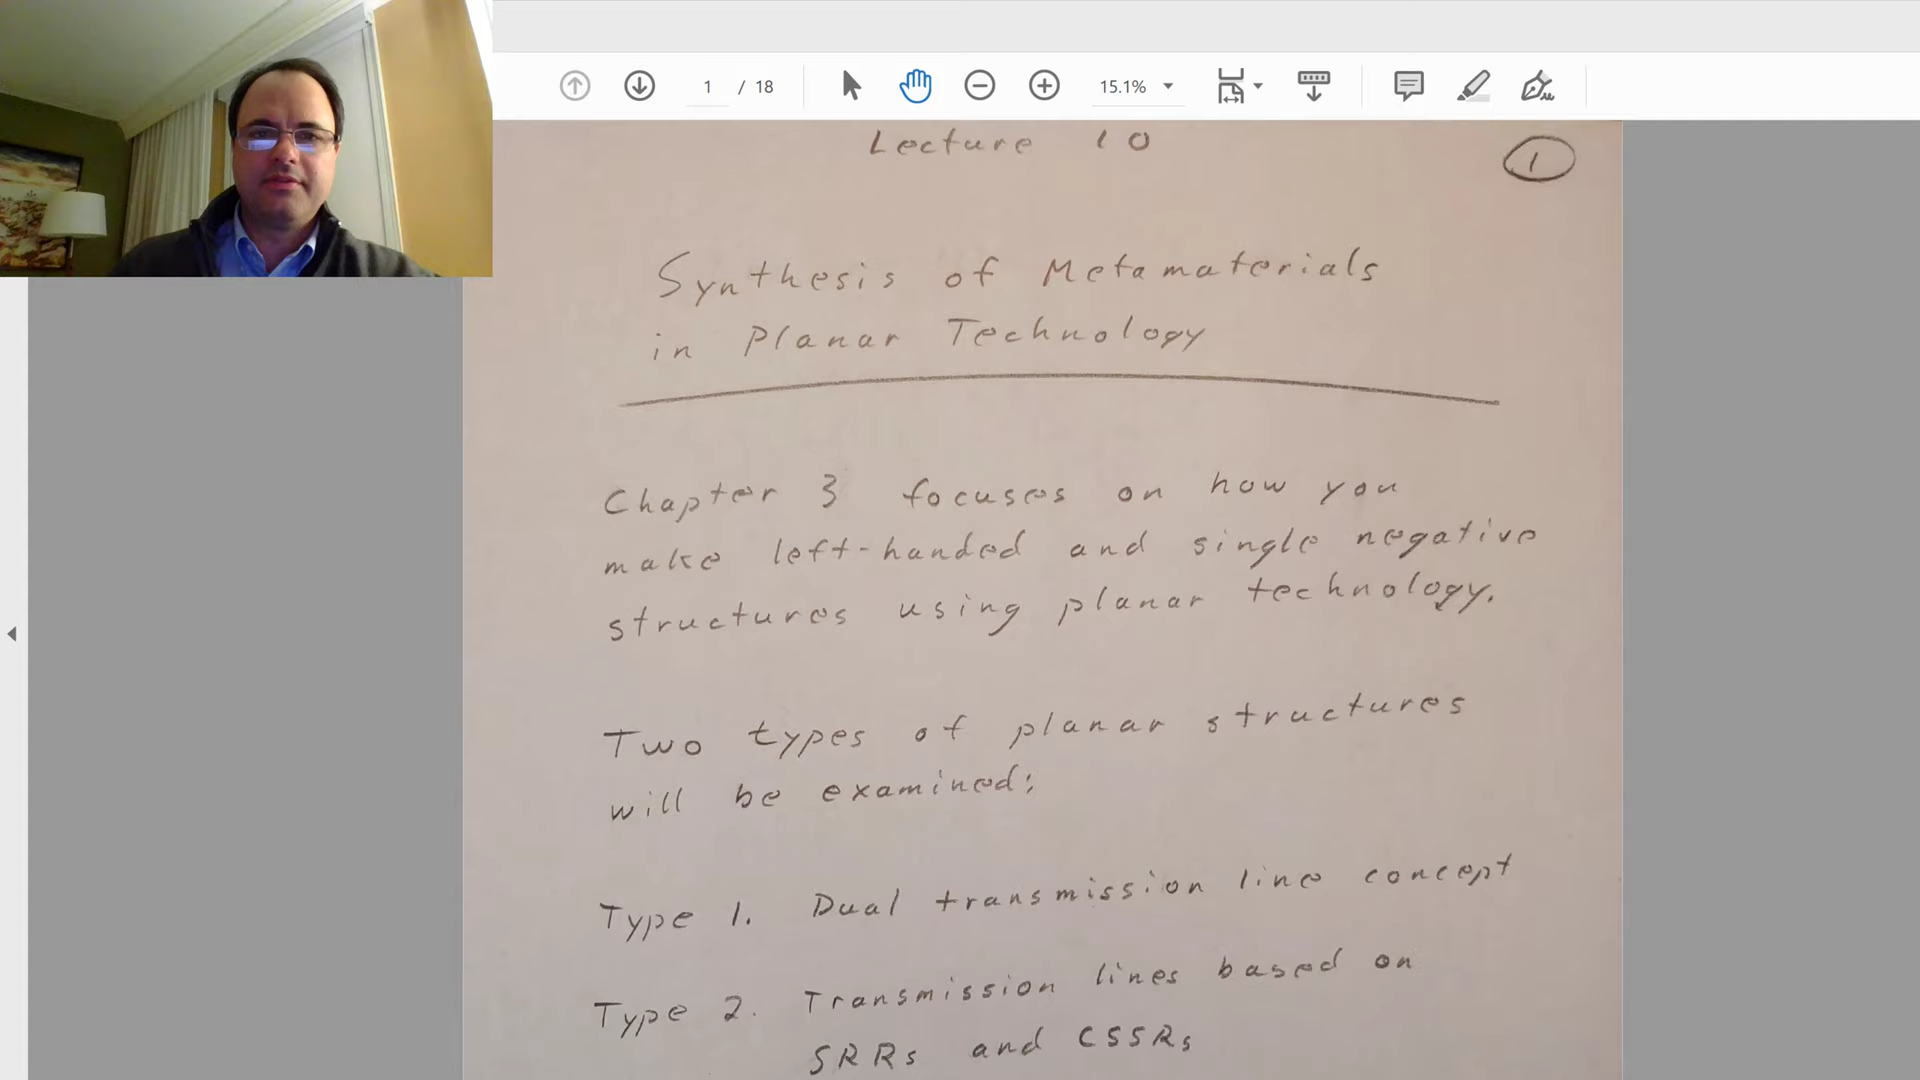 1 / 18
15.1%
Lecture 10
1
Synthesis of Metamaterials
in Planar Technology
Chapter 3 focuses on how you
make left-handed and single negative
structures using planar technology.
Two types of planar structures
will be examined:
Type 1. Dual transmission line concept
Type 2. Transmission lines based on
SRRs and CSSRs